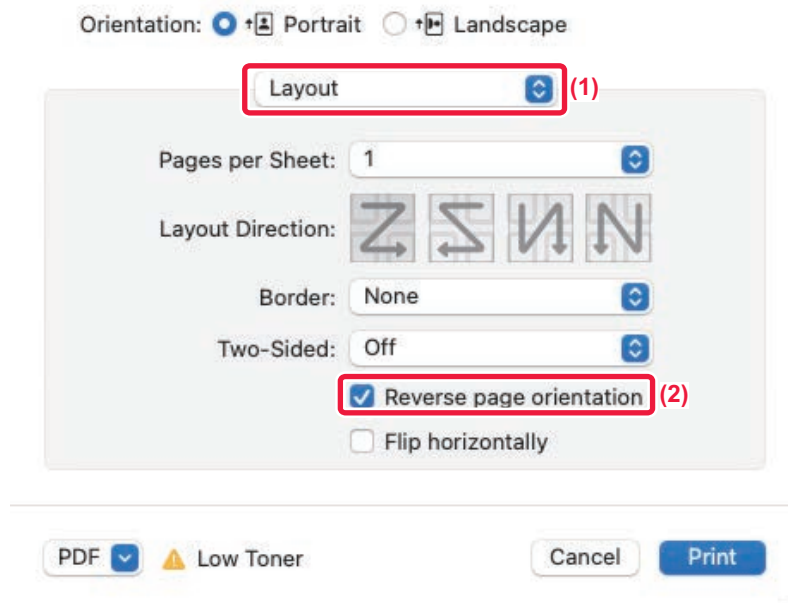 Orientation: Portrait Landscape
Layout (1)
Pages per Sheet: 1
Layout Direction:
Border: None
Two-Sided: Off
Reverse page orientation (2)
Flip horizontally
PDF Low Toner Cancel Print